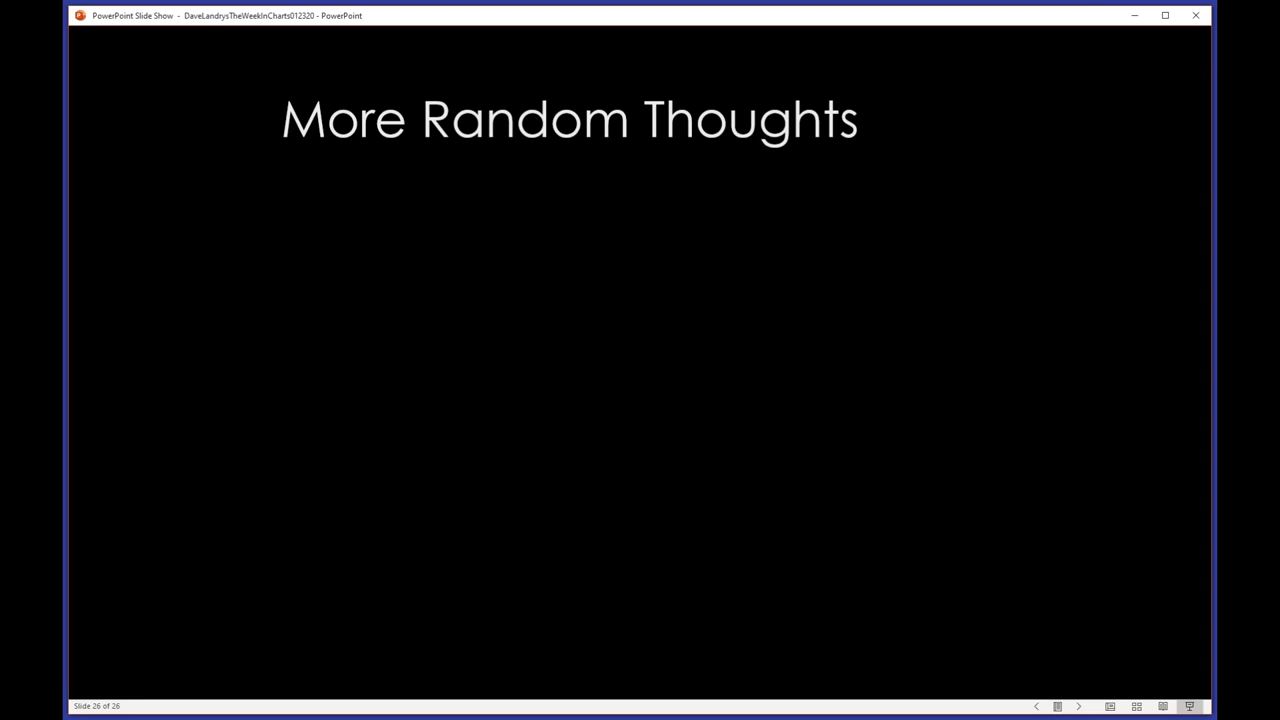 PowerPoint Slide Show - DaveLandrysTheWeekInCharts012320 - PowerPoint
More Random Thoughts
Slide 26 of 26